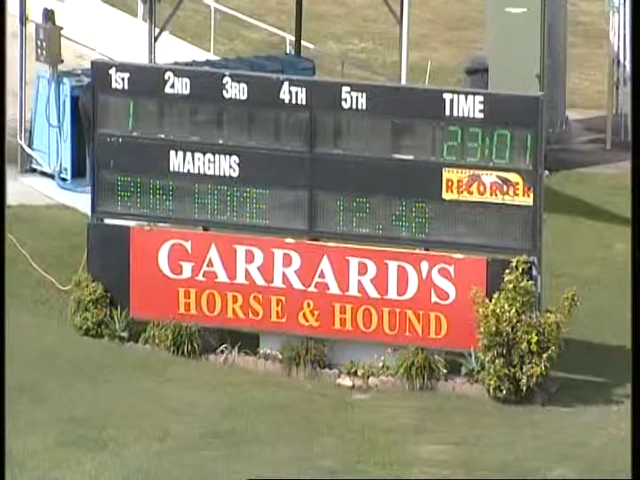 1ST 2ND 3RD 4TH 5TH TIME
1 23:01
MARGINS
RECORDER
RUN HOME 12.48
GARRARD'S
HORSE & HOUND